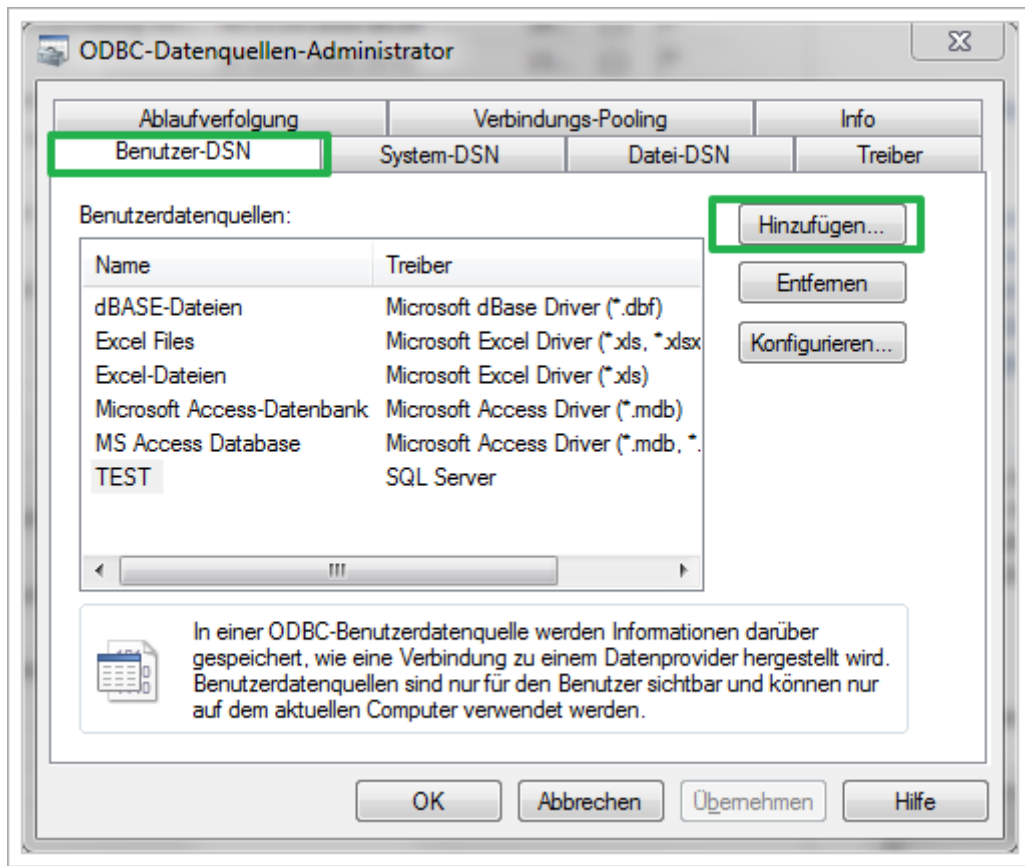 ODBC-Datenquellen-Administrator
Ablaufverfolgung Verbindungs-Pooling Info
Benutzer-DSN System-DSN Datei-DSN Treiber
Benutzerdatenquellen:
Hinzufügen...
Name Treiber
Entfernen
dBASE-Dateien Microsoft dBase Driver (*.dbf)
Excel Files Microsoft Excel Driver (*.xls, *.xlsx
Konfigurieren...
Excel-Dateien Microsoft Excel Driver (*.xls)
Microsoft Access-Datenbank Microsoft Access Driver (*.mdb)
MS Access Database Microsoft Access Driver (*.mdb, *.
TEST SQL Server
In einer ODBC-Benutzerdatenquelle werden Informationen darüber
gespeichert, wie eine Verbindung zu einem Datenprovider hergestellt wird.
Benutzerdatenquellen sind nur für den Benutzer sichtbar und können nur
auf dem aktuellen Computer verwendet werden.
OK Abbrechen Übernehmen Hilfe